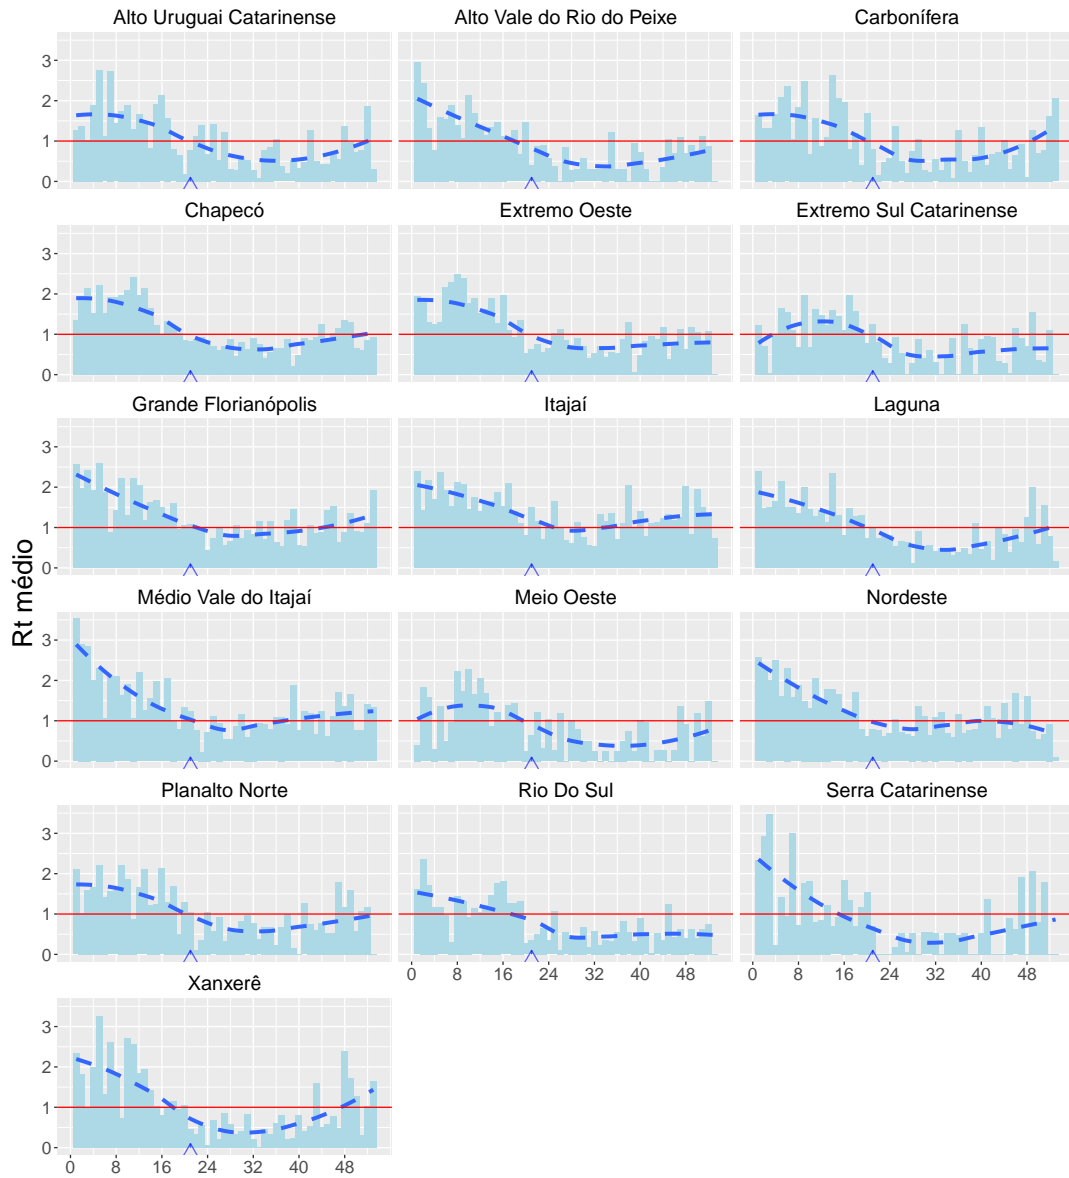 Alto Uruguai Catarinense
Alto Vale do Rio do Peixe
Carbonífera
3
2
1
0
Chapecó
Extremo Oeste
Extremo Sul Catarinense
3
2
1
0
Grande Florianópolis
Itajaí
Laguna
3
2
1
0
Rt médio
Médio Vale do Itajaí
Meio Oeste
Nordeste
3
2
1
0
Planalto Norte
Rio Do Sul
Serra Catarinense
3
2
1
0
0 8 16 24 32 40 48
0 8 16 24 32 40 48
Xanxerê
3
2
1
0
0 8 16 24 32 40 48